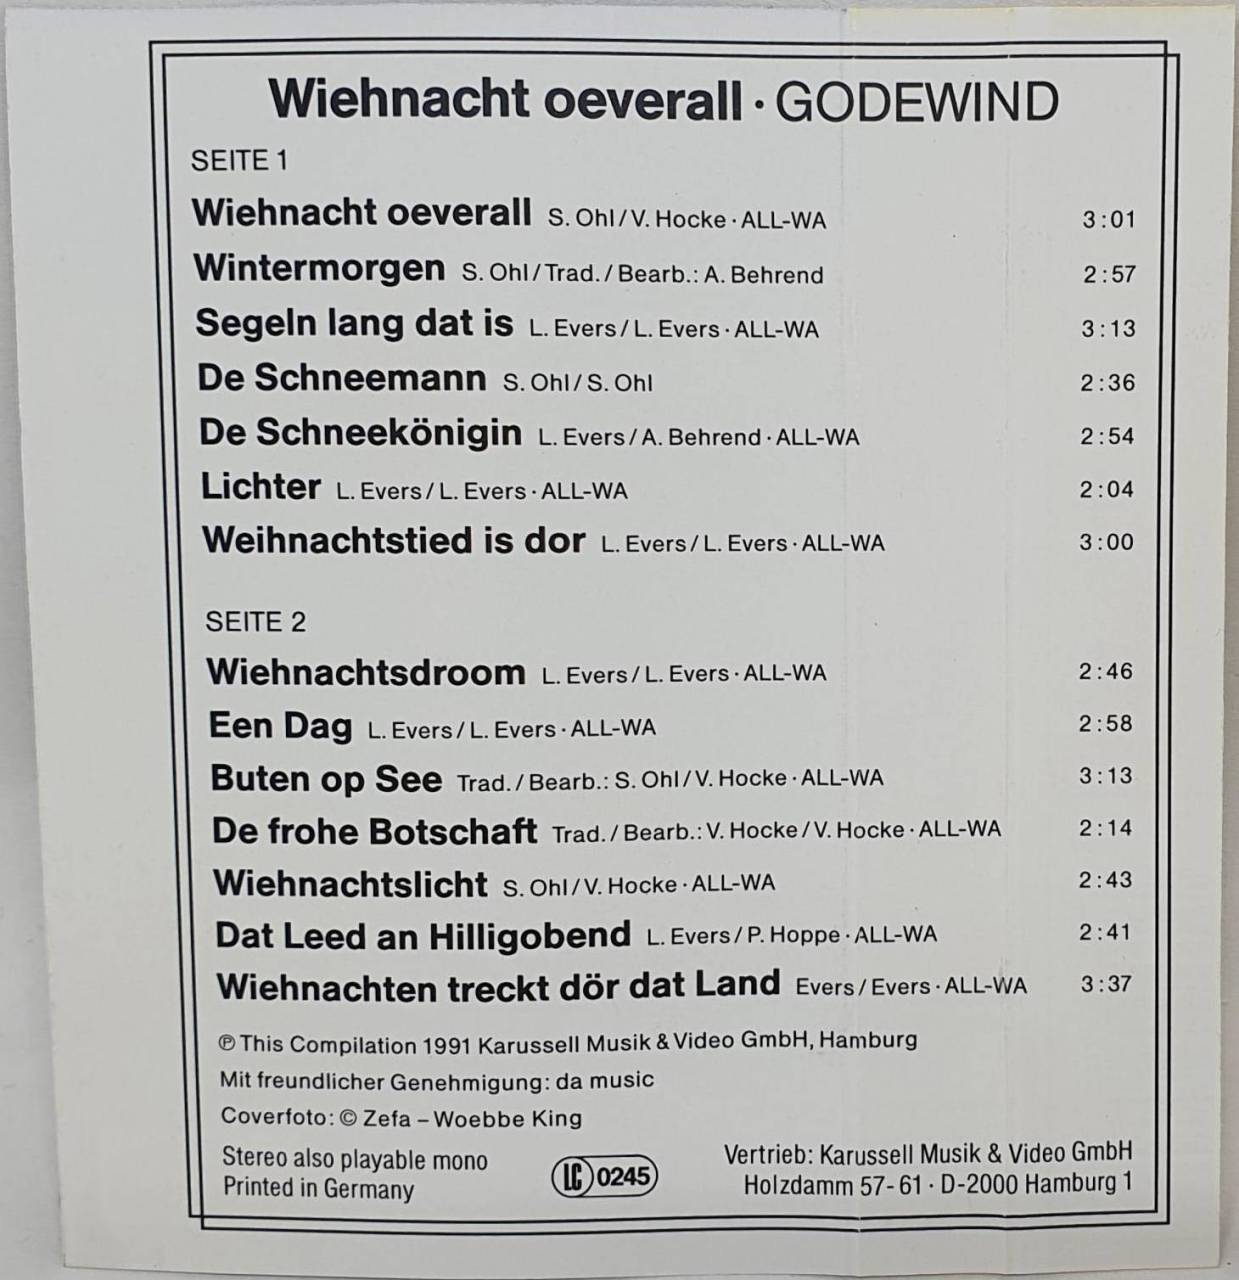 Wiehnacht oeverall · GODEWIND
SEITE 1
Wiehnacht oeverall S. Ohl/V. Hocke · ALL-WA 3:01
Wintermorgen S. Ohl/Trad./Bearb.: A. Behrend 2:57
Segeln lang dat is L. Evers/L. Evers · ALL-WA 3:13
De Schneemann S. Ohl/S. Ohl 2:36
De Schneekönigin L. Evers/A. Behrend · ALL-WA 2:54
Lichter L. Evers/L. Evers · ALL-WA 2:04
Weihnachtstied is dor L. Evers/L. Evers · ALL-WA 3:00
SEITE 2
Wiehnachtsdroom L. Evers/L. Evers · ALL-WA 2:46
Een Dag L. Evers/L. Evers · ALL-WA 2:58
Buten op See Trad./Bearb.: S. Ohl/V. Hocke · ALL-WA 3:13
De frohe Botschaft Trad./Bearb.: V. Hocke/V. Hocke · ALL-WA 2:14
Wiehnachtslicht S. Ohl/V. Hocke · ALL-WA 2:43
Dat Leed an Hilligobend L. Evers/P. Hoppe · ALL-WA 2:41
Wiehnachten treckt dör dat Land Evers/Evers · ALL-WA 3:37
℗ This Compilation 1991 Karussell Musik & Video GmbH, Hamburg
Mit freundlicher Genehmigung: da music
Coverfoto: © Zefa – Woebbe King
Stereo also playable mono
Printed in Germany
LC 0245
Vertrieb: Karussell Musik & Video GmbH
Holzdamm 57-61 · D-2000 Hamburg 1